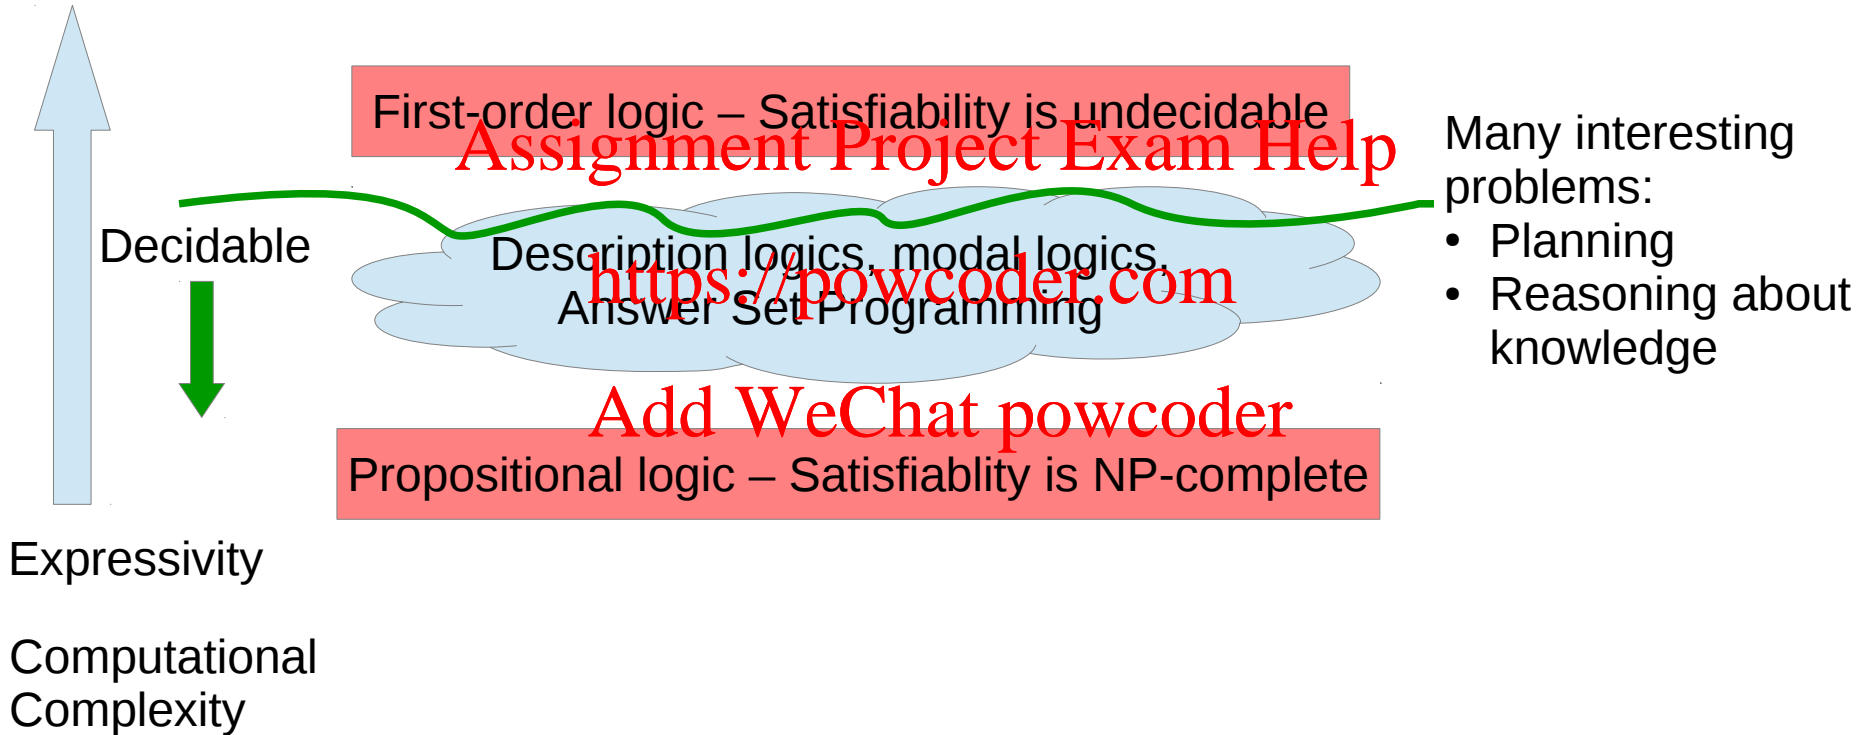 First-order logic – Satisfiability is undecidable
Assignment Project Exam Help
Many interesting
problems:
• Planning
• Reasoning about
knowledge
Decidable
Description logics, modal logics,
https://powcoder.com
Answer Set Programming
Add WeChat powcoder
Propositional logic – Satisfiablity is NP-complete
Expressivity
Computational
Complexity